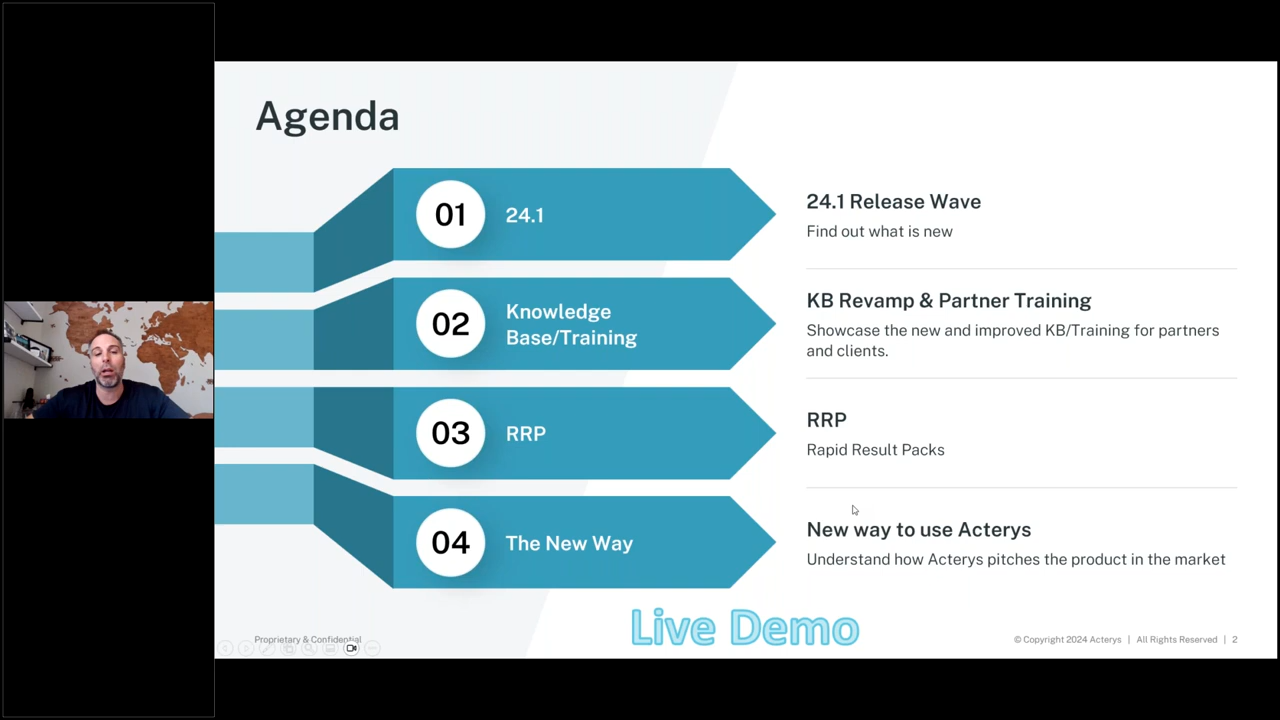 Agenda
01
24.1
24.1 Release Wave
Find out what is new
02
Knowledge
Base/Training
KB Revamp & Partner Training
Showcase the new and improved KB/Training for partners
and clients.
03
RRP
RRP
Rapid Result Packs
04
The New Way
New way to use Acterys
Understand how Acterys pitches the product in the market
Live Demo
Proprietary & Confidential
© Copyright 2024 Acterys | All Rights Reserved | 2